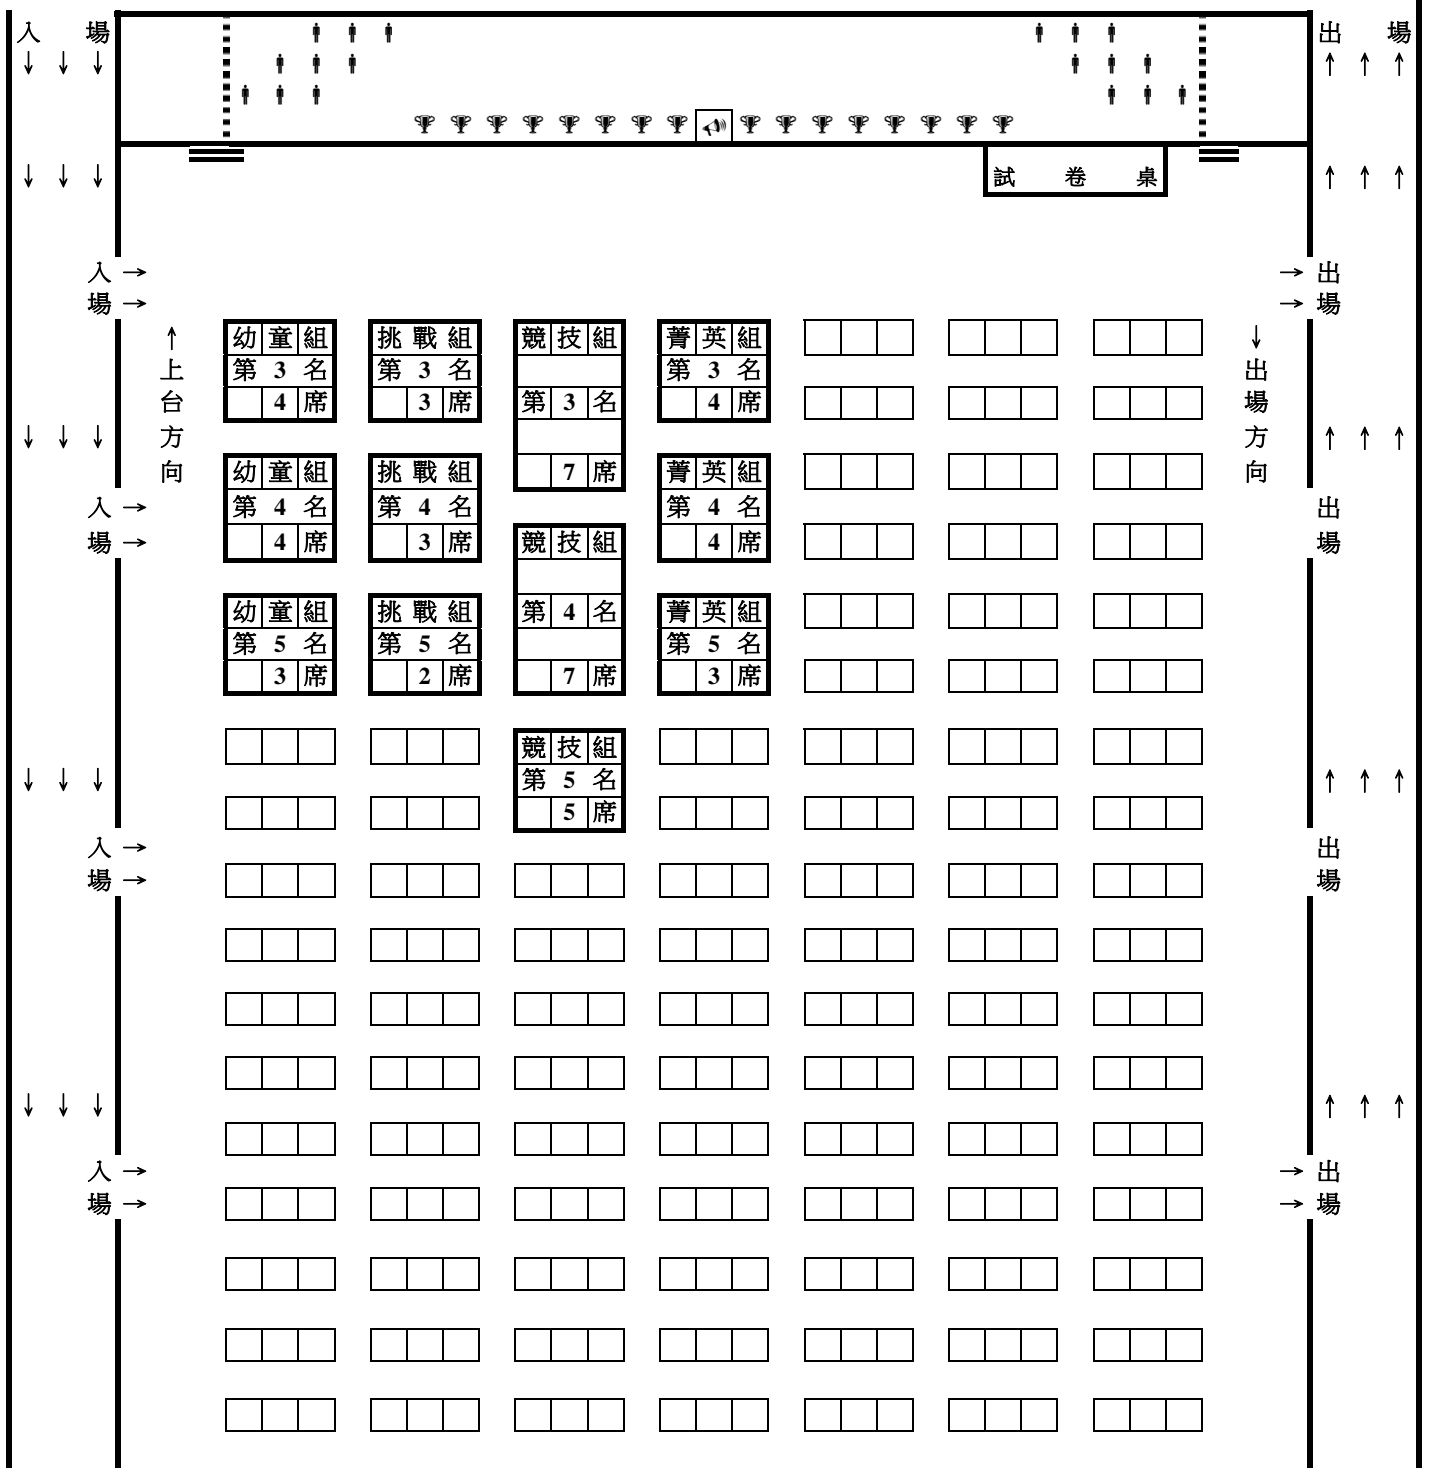 入 場
出 場
↓ ↓ ↓
↑ ↑ ↑
試 卷 桌
↓ ↓ ↓
↑ ↑ ↑
入 →
場 →
→ 出
→ 場
↑
上
台
方
向
幼 童 組
第 3 名
4 席
挑 戰 組
第 3 名
3 席
競 技 組
第 3 名
7 席
菁 英 組
第 3 名
4 席
↓
出
場
方
向
↓ ↓ ↓
↑ ↑ ↑
入 →
場 →
幼 童 組
第 4 名
4 席
挑 戰 組
第 4 名
3 席
競 技 組
第 4 名
7 席
菁 英 組
第 4 名
4 席
出
場
幼 童 組
第 5 名
3 席
挑 戰 組
第 5 名
2 席
菁 英 組
第 5 名
3 席
競 技 組
第 5 名
5 席
↓ ↓ ↓
↑ ↑ ↑
入 →
場 →
出
場
↓ ↓ ↓
↑ ↑ ↑
入 →
場 →
→ 出
→ 場